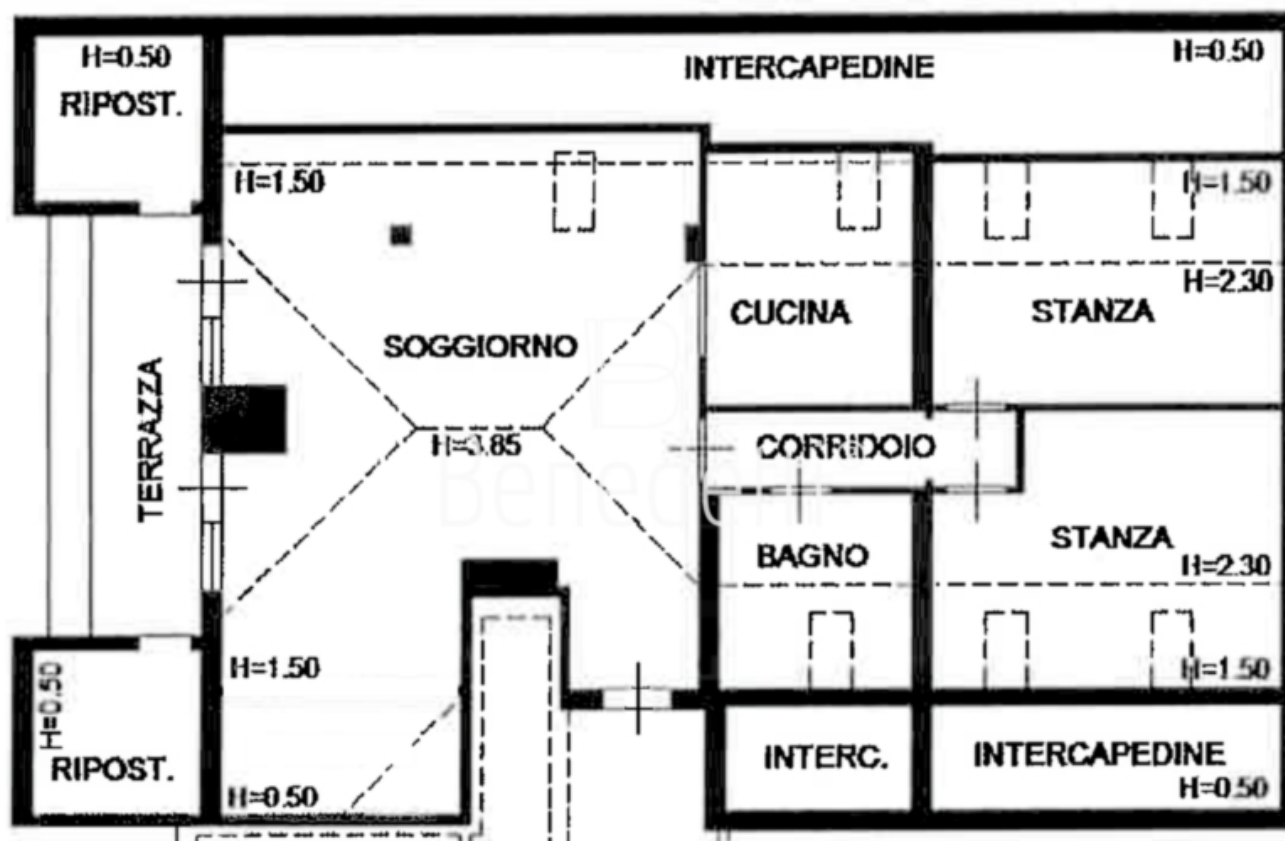 H=0.50
RIPOST.
INTERCAPEDINE
H=0.50
H=1.50
H=1.50
H=2.30
CUCINA
STANZA
SOGGIORNO
TERRAZZA
H=3.85
CORRIDOIO
BAGNO
STANZA
H=2.30
H=1.50
H=1.50
H=0.50
RIPOST.
H=0.50
INTERC.
INTERCAPEDINE
H=0.50